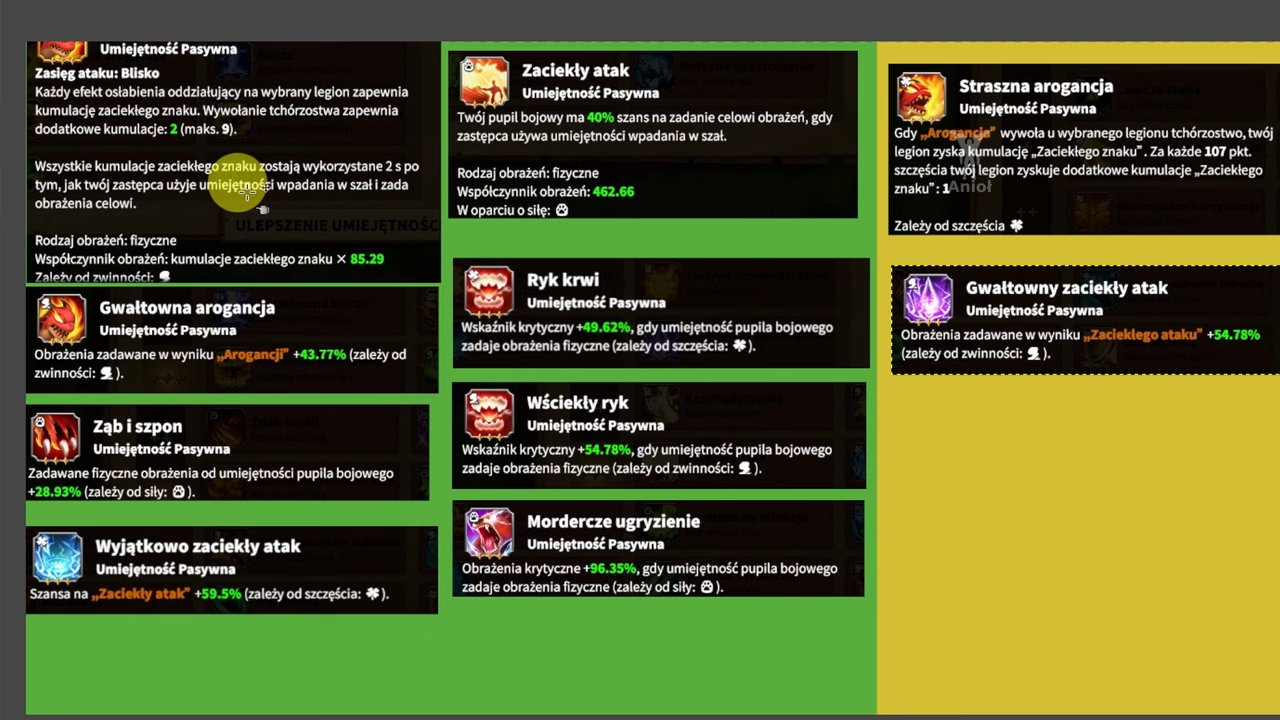 Umiejętność Pasywna
Zasięg ataku: Blisko
Każdy efekt osłabienia oddziałujący na wybrany legion zapewnia
kumulację zaciekłego znaku. Wywołanie tchórzostwa zapewnia
dodatkowe kumulacje: 2 (maks. 9).
Wszystkie kumulacje zaciekłego znaku zostają wykorzystane 2 s po
tym, jak twój zastępca użyje umiejętności wpadania w szał i zada
obrażenia celowi.
ULEPSZENIE UMIEJĘTNOŚC
Rodzaj obrażeń: fizyczne
Współczynnik obrażeń: kumulacje zaciekłego znaku × 85.29
Zależy od zwinności:
Gwałtowna arogancja
Umiejętność Pasywna
Obrażenia zadawane w wyniku „Arogancji" +43.77% (zależy od
zwinności: ).
Ząb i szpon
Umiejętność Pasywna
Zadawane fizyczne obrażenia od umiejętności pupila bojowego
+28.93% (zależy od siły: ).
Wyjątkowo zaciekły atak
Umiejętność Pasywna
Szansa na „Zaciekły atak" +59.5% (zależy od szczęścia: ).
Zaciekły atak
Umiejętność Pasywna
Twój pupil bojowy ma 40% szans na zadanie celowi obrażeń, gdy
zastępca używa umiejętności wpadania w szał.
Rodzaj obrażeń: fizyczne
Współczynnik obrażeń: 462.66
W oparciu o siłę:
Ryk krwi
Umiejętność Pasywna
Wskaźnik krytyczny +49.62%, gdy umiejętność pupila bojowego
zadaje obrażenia fizyczne (zależy od szczęścia: ).
Wściekły ryk
Umiejętność Pasywna
Wskaźnik krytyczny +54.78%, gdy umiejętność pupila bojowego
zadaje obrażenia fizyczne (zależy od zwinności: ).
Mordercze ugryzienie
Umiejętność Pasywna
Obrażenia krytyczne +96.35%, gdy umiejętność pupila bojowego
zadaje obrażenia fizyczne (zależy od siły: ).
Straszna arogancja
Umiejętność Pasywna
Gdy „Arogancja" wywoła u wybranego legionu tchórzostwo, twój
legion zyska kumulację „Zaciekłego znaku". Za każde 107 pkt.
szczęścia twój legion zyskuje dodatkowe kumulacje „Zaciekłego
znaku": 1
Anioł
Zależy od szczęścia
Gwałtowny zaciekły atak
Umiejętność Pasywna
Obrażenia zadawane w wyniku „Zaciekłego ataku" +54.78%
(zależy od zwinności: ).